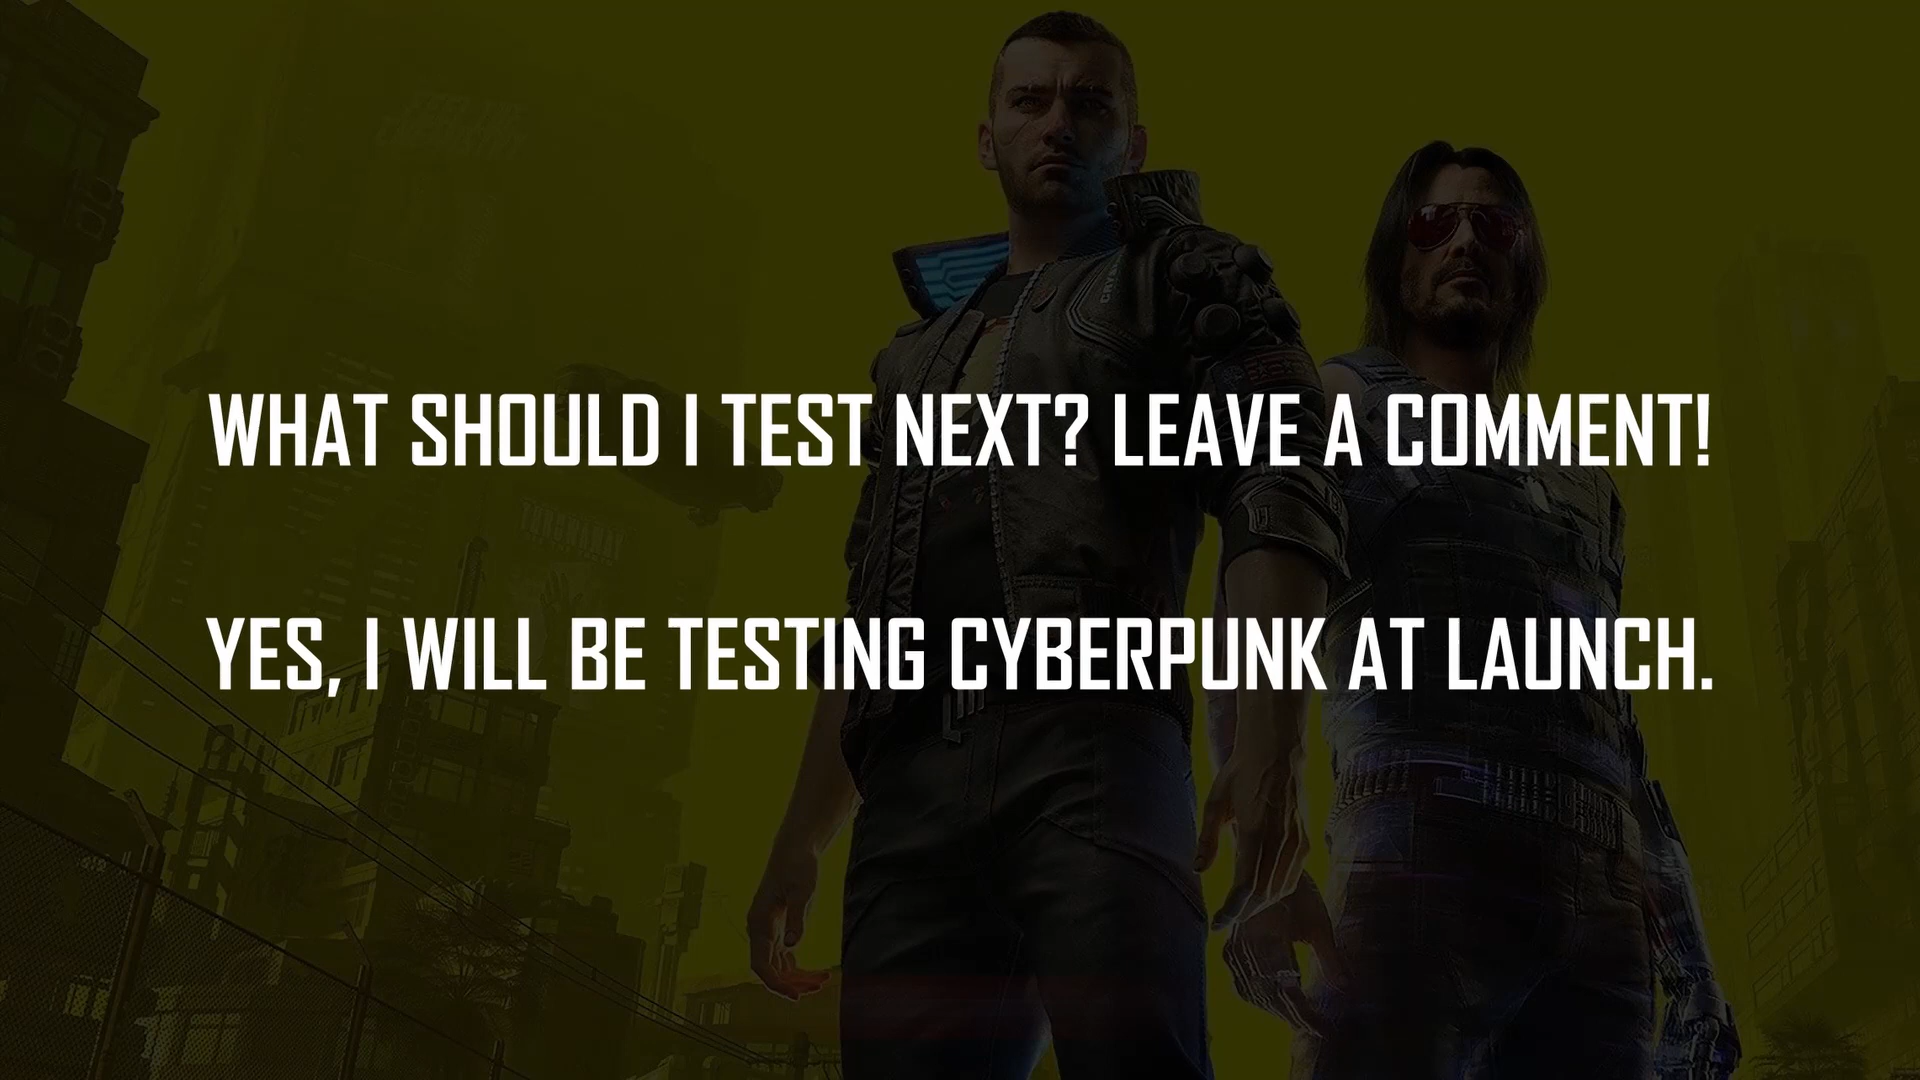 WHAT SHOULD I TEST NEXT? LEAVE A COMMENT!
YES, I WILL BE TESTING CYBERPUNK AT LAUNCH.